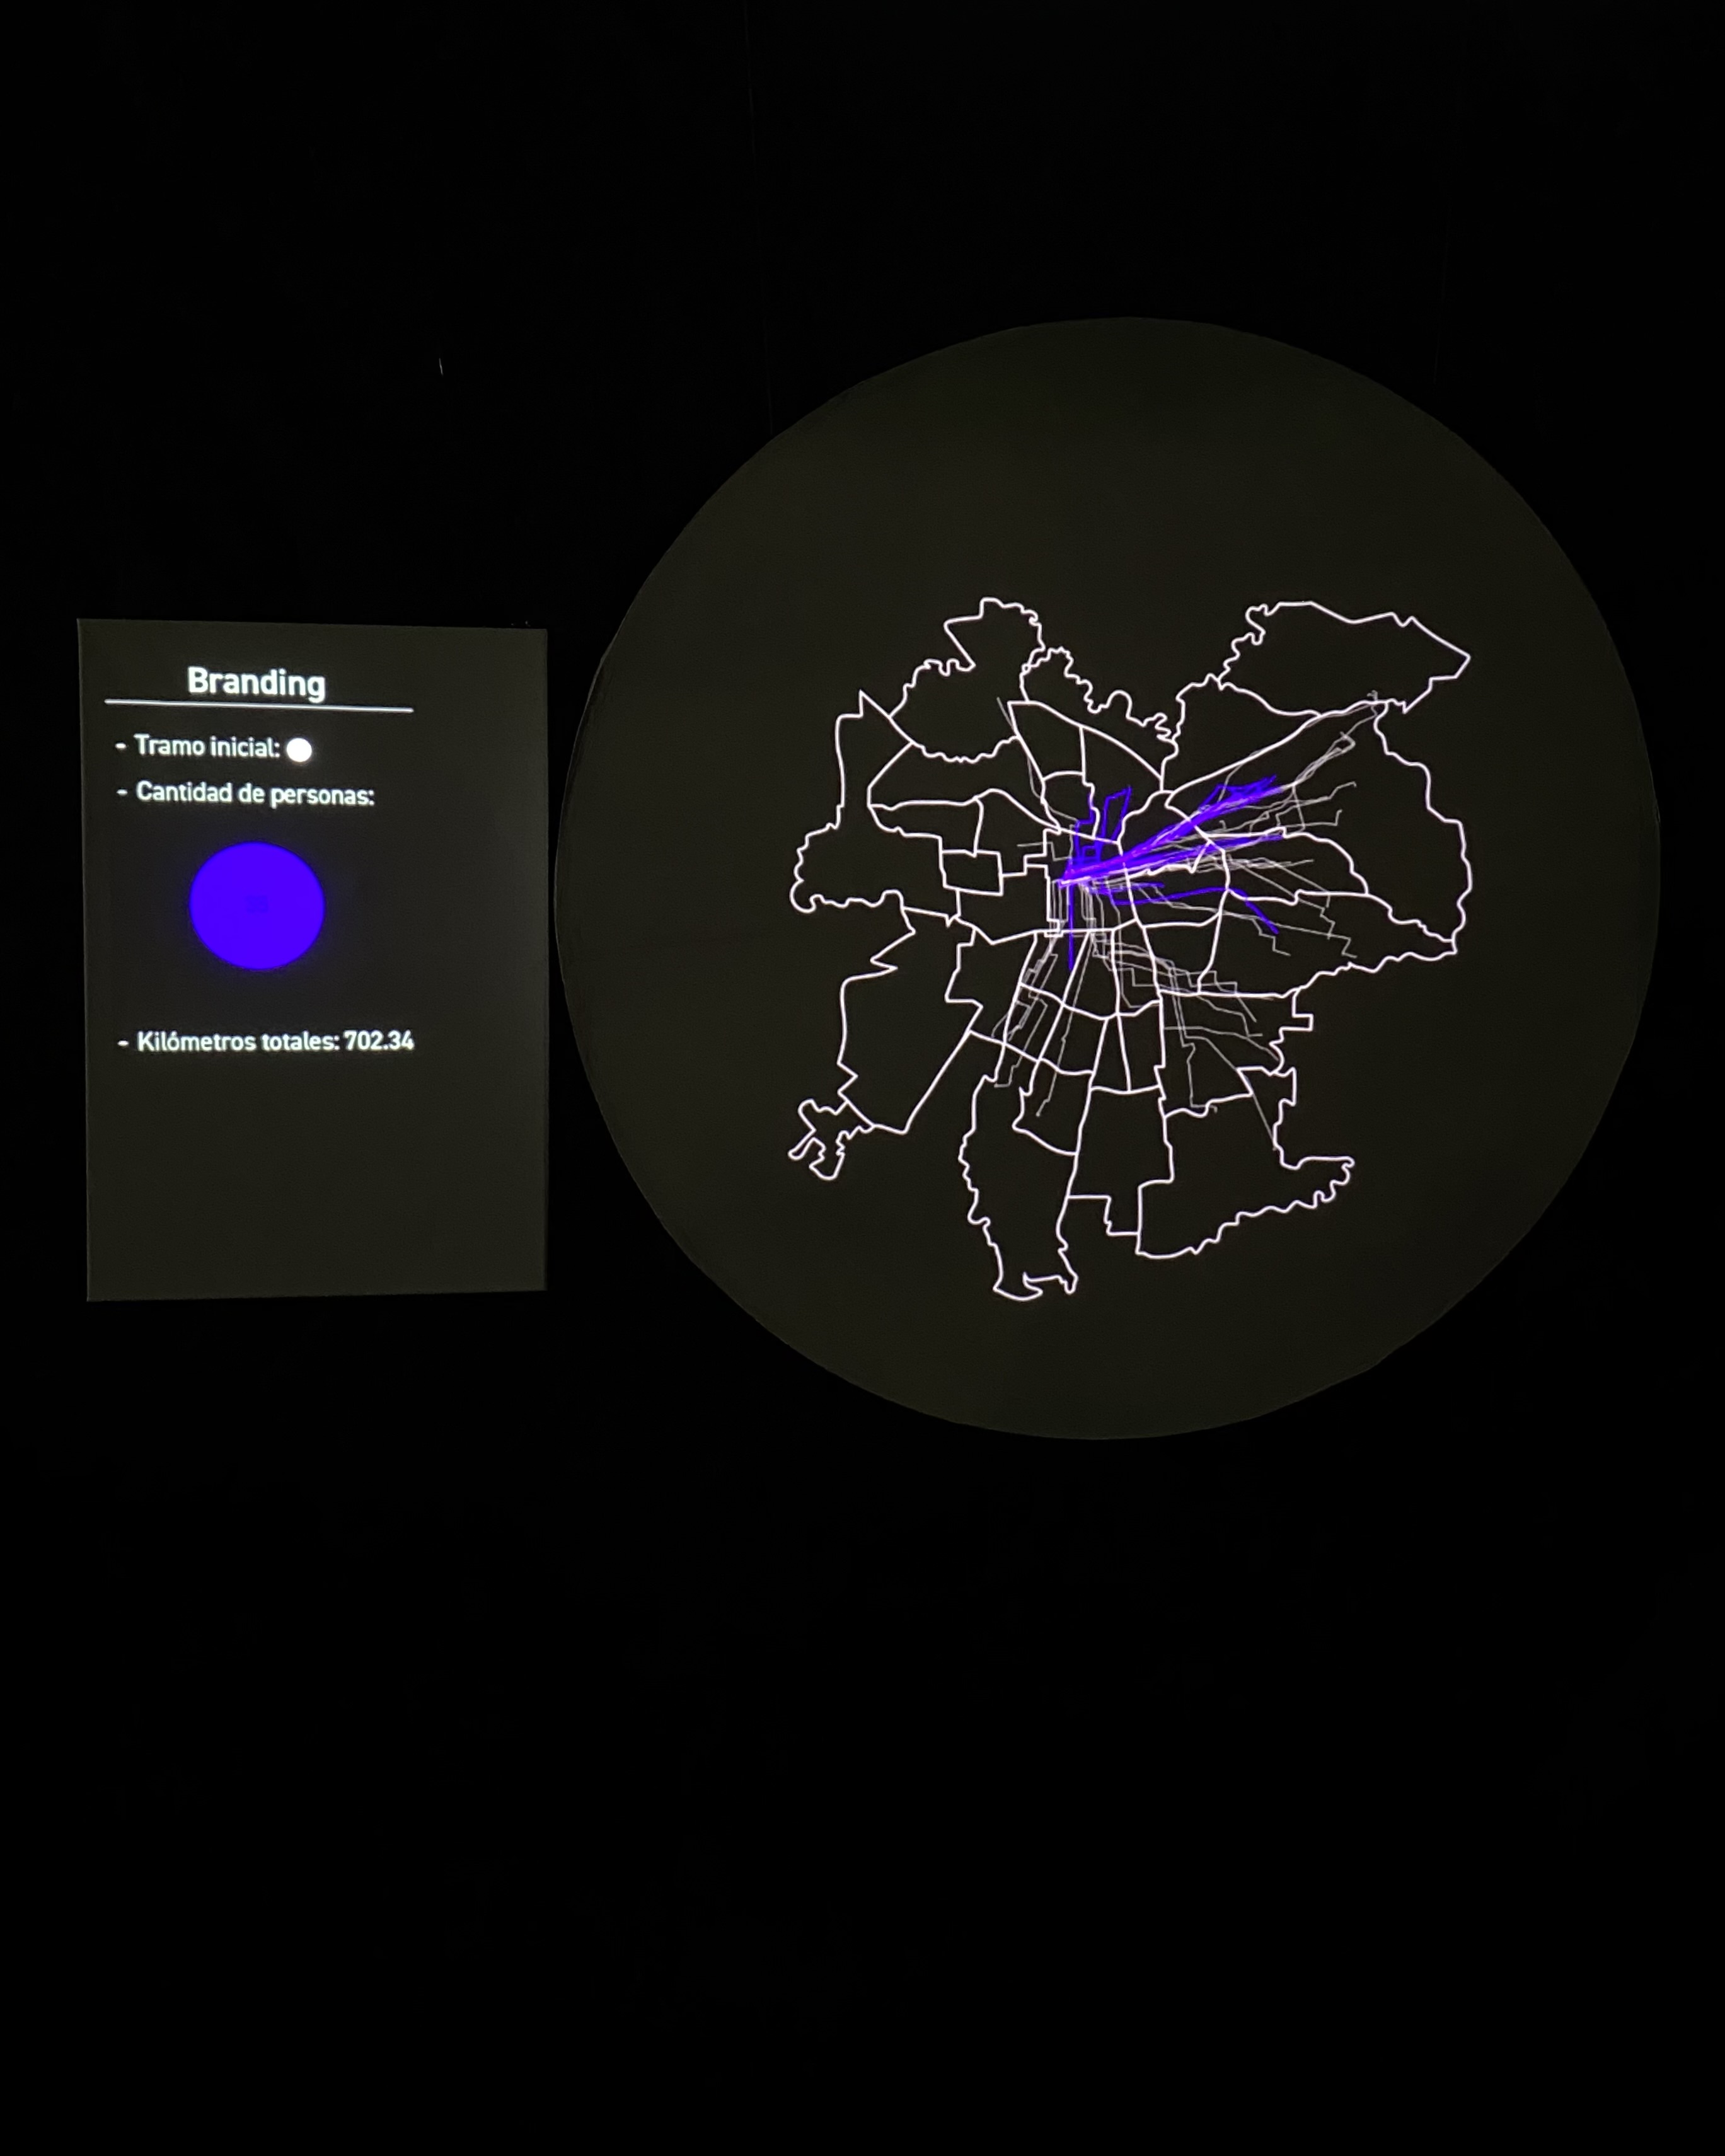 Branding
- Tramo inicial:
- Cantidad de personas:
- Kilómetros totales: 702.34